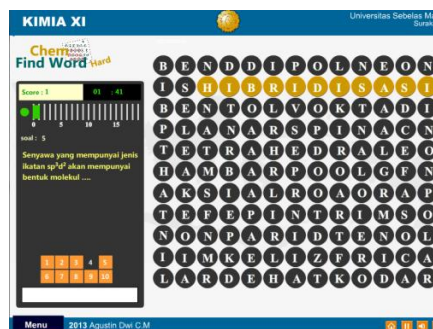 KIMIA XI
Universitas Sebelas Ma
Surak
Chem
Find Word Hard
Score : 1
01 : 41
0 5 10 15
soal : 5
Senyawa yang mempunyai jenis
ikatan sp³d² akan mempunyai
bentuk molekul ....
1 2 3 4 5
6 7 8 9 10
B E N D D I P O L N E O N
I S H I B R I D I S A S I
B E N T O L V O K T A D I
P L A N A R S P I N A C N
T E T R A H E D R A L E O
H A M B A R P O O L G F N
A K S I A L R O A O R A P
T E F E P I N T R I M S O
N O N P A R I D T E N O L
I I M K E L I Z F R I C A
L A R D E H A T K O D A R
Menu
2013 Agustin Dwi C.M